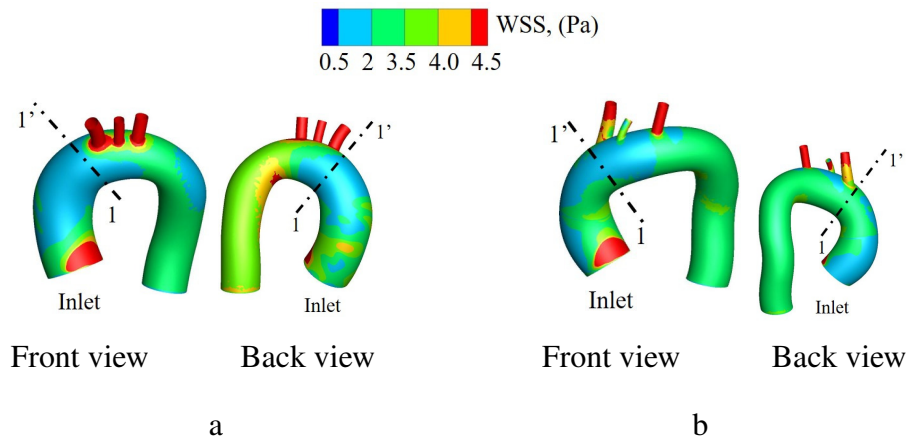 WSS, (Pa)
0.5 2 3.5 4.0 4.5
1' 1' 1' 1'
1 1 1 1
Inlet Inlet Inlet Inlet
Front view Back view Front view Back view
a b